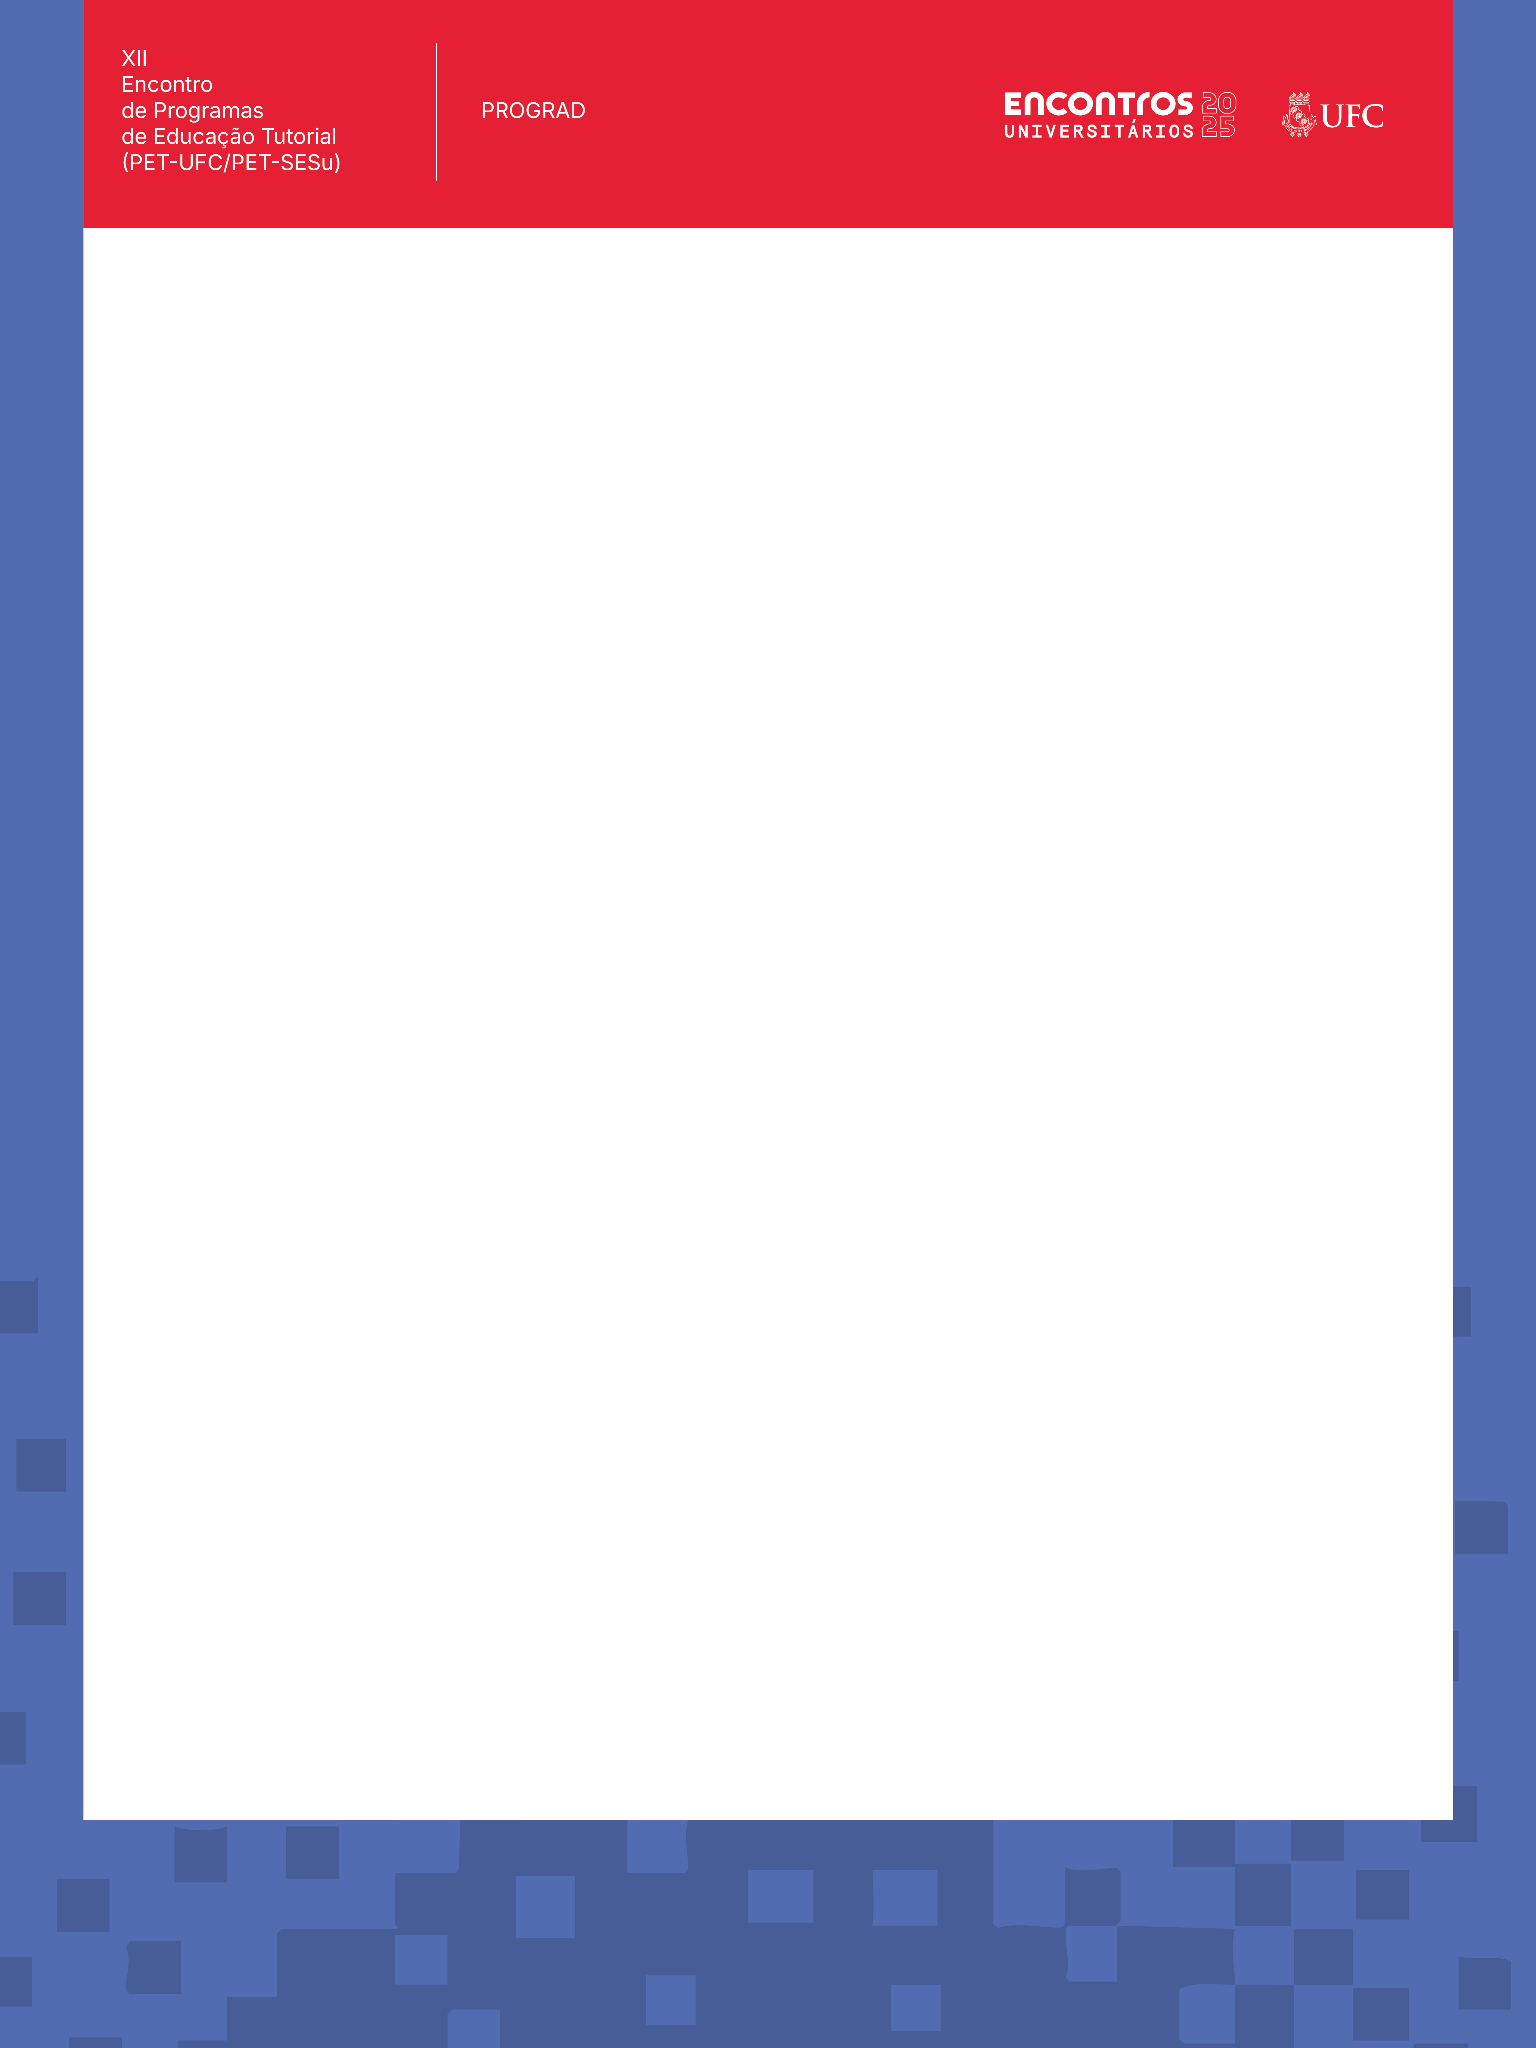 XII
Encontro
de Programas
de Educação Tutorial
(PET-UFC/PET-SESu)
PROGRAD
ENCONTROS 20
UNIVERSITÁRIOS 25
UFC